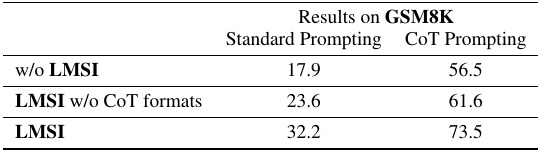 Results on GSM8K
Standard Prompting CoT Prompting
w/o LMSI 17.9 56.5
LMSI w/o CoT formats 23.6 61.6
LMSI 32.2 73.5